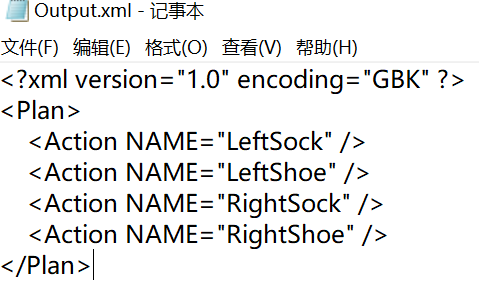 Output.xml - 记事本
文件(F) 编辑(E) 格式(O) 查看(V) 帮助(H)
<?xml version="1.0" encoding="GBK" ?>
<Plan>
    <Action NAME="LeftSock" />
    <Action NAME="LeftShoe" />
    <Action NAME="RightSock" />
    <Action NAME="RightShoe" />
</Plan>